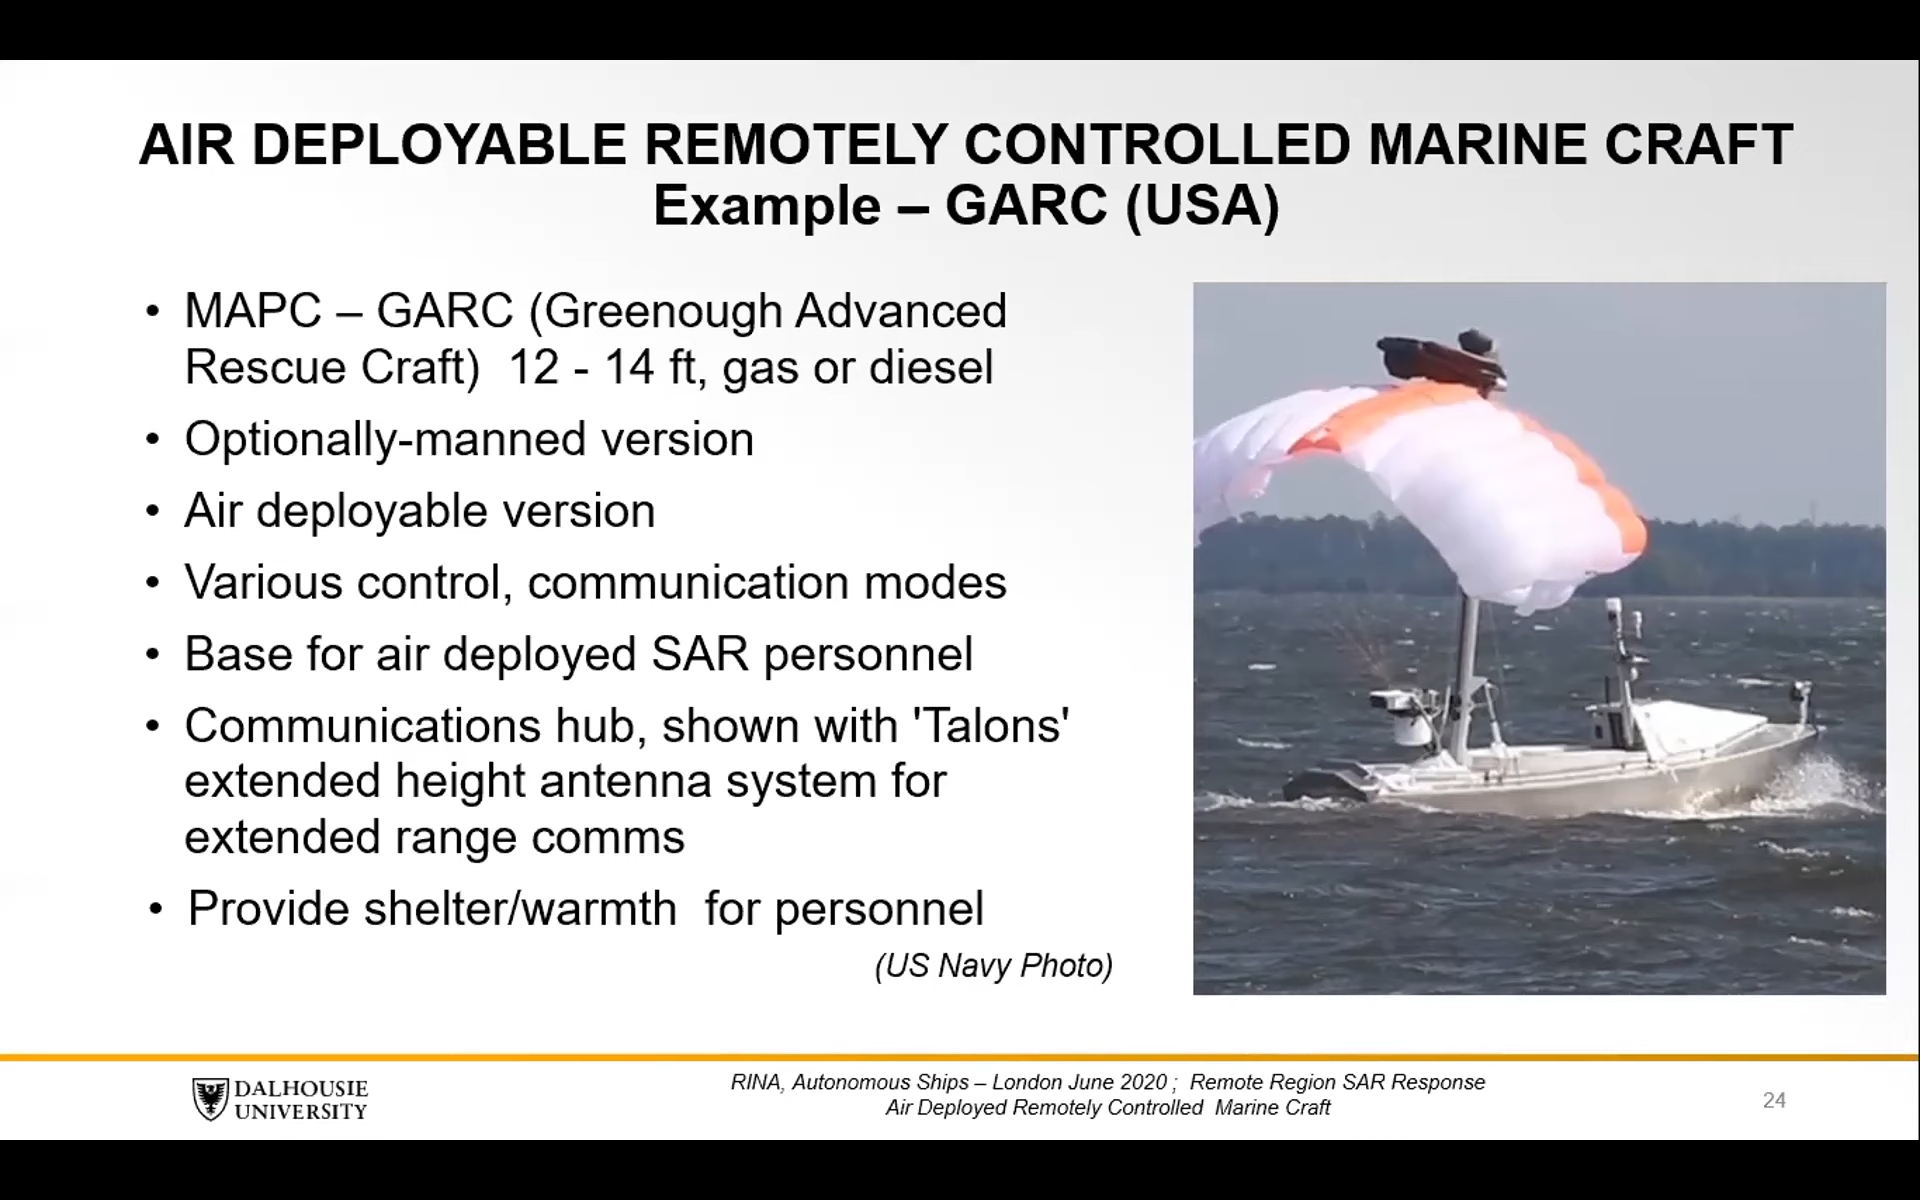 AIR DEPLOYABLE REMOTELY CONTROLLED MARINE CRAFT
Example – GARC (USA)
• MAPC – GARC (Greenough Advanced
Rescue Craft)  12 - 14 ft, gas or diesel
• Optionally-manned version
• Air deployable version
• Various control, communication modes
• Base for air deployed SAR personnel
• Communications hub, shown with 'Talons'
extended height antenna system for
extended range comms
• Provide shelter/warmth  for personnel
(US Navy Photo)
DALHOUSIE
UNIVERSITY
RINA, Autonomous Ships – London June 2020 ;  Remote Region SAR Response
Air Deployed Remotely Controlled  Marine Craft
24